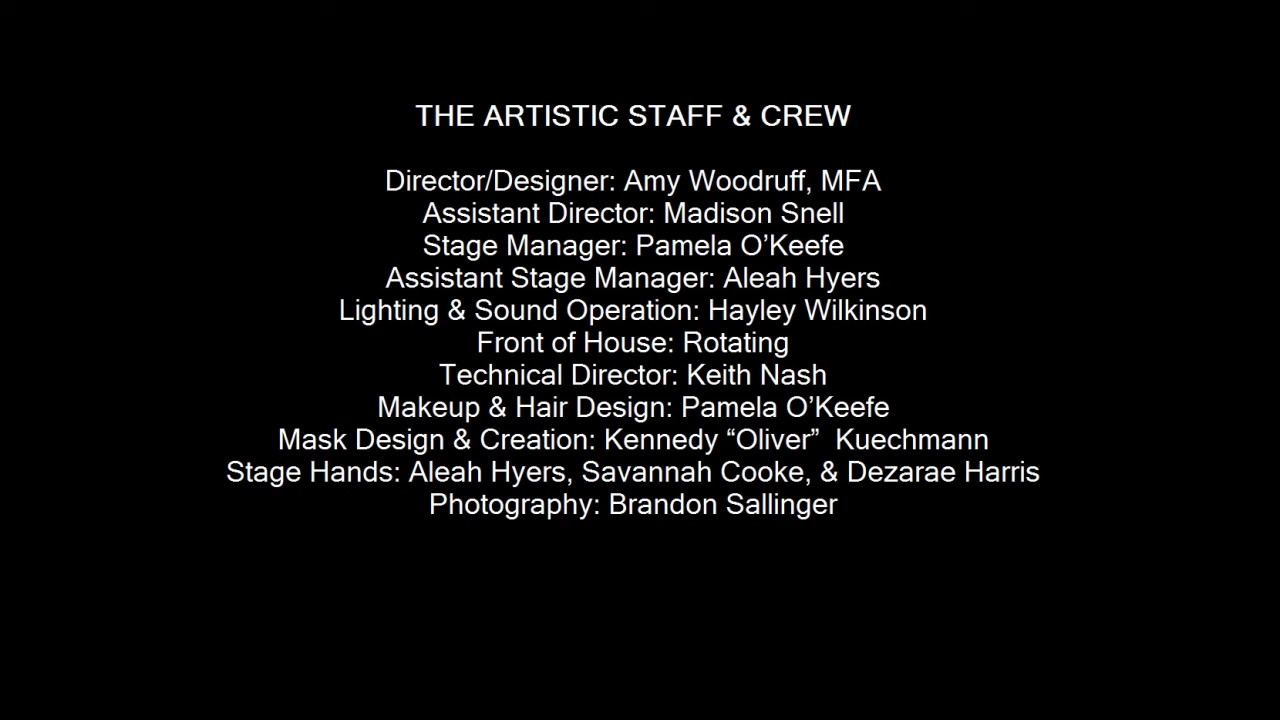 THE ARTISTIC STAFF & CREW
Director/Designer: Amy Woodruff, MFA
Assistant Director: Madison Snell
Stage Manager: Pamela O’Keefe
Assistant Stage Manager: Aleah Hyers
Lighting & Sound Operation: Hayley Wilkinson
Front of House: Rotating
Technical Director: Keith Nash
Makeup & Hair Design: Pamela O’Keefe
Mask Design & Creation: Kennedy “Oliver”  Kuechmann
Stage Hands: Aleah Hyers, Savannah Cooke, & Dezarae Harris
Photography: Brandon Sallinger